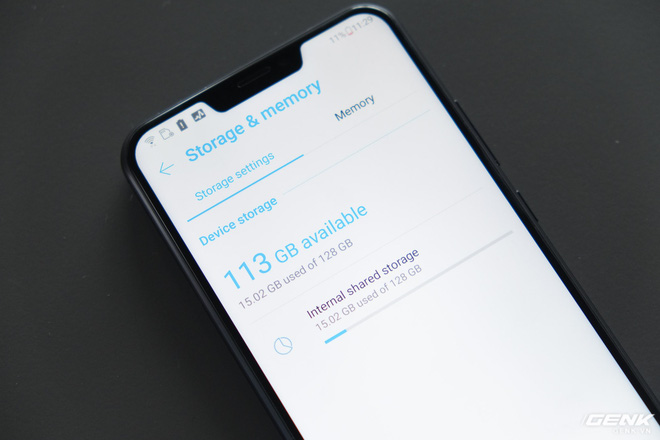 11% 11:29
Storage & memory
Storage settings
Memory
Device storage
113 GB available
15.02 GB used of 128 GB
Internal shared storage
15.02 GB used of 128 GB
GENK